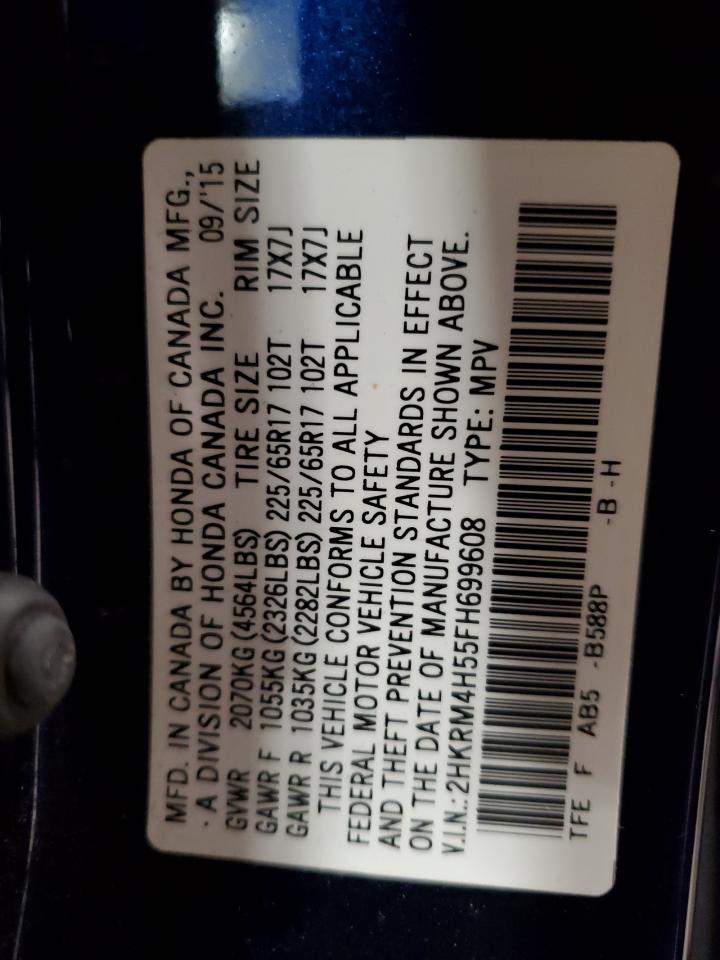 MFD. IN CANADA BY HONDA OF CANADA MFG.,
· A DIVISION OF HONDA CANADA INC. 09/'15
GVWR 2070KG (4564LBS) TIRE SIZE RIM SIZE
GAWR F 1055KG (2326LBS) 225/65R17 102T 17X7J
GAWR R 1035KG (2282LBS) 225/65R17 102T 17X7J
THIS VEHICLE CONFORMS TO ALL APPLICABLE
FEDERAL MOTOR VEHICLE SAFETY
AND THEFT PREVENTION STANDARDS IN EFFECT
ON THE DATE OF MANUFACTURE SHOWN ABOVE.
V.I.N.: 2HKRM4H55FH699608 TYPE: MPV
TFE F AB5 -B588P -B -H